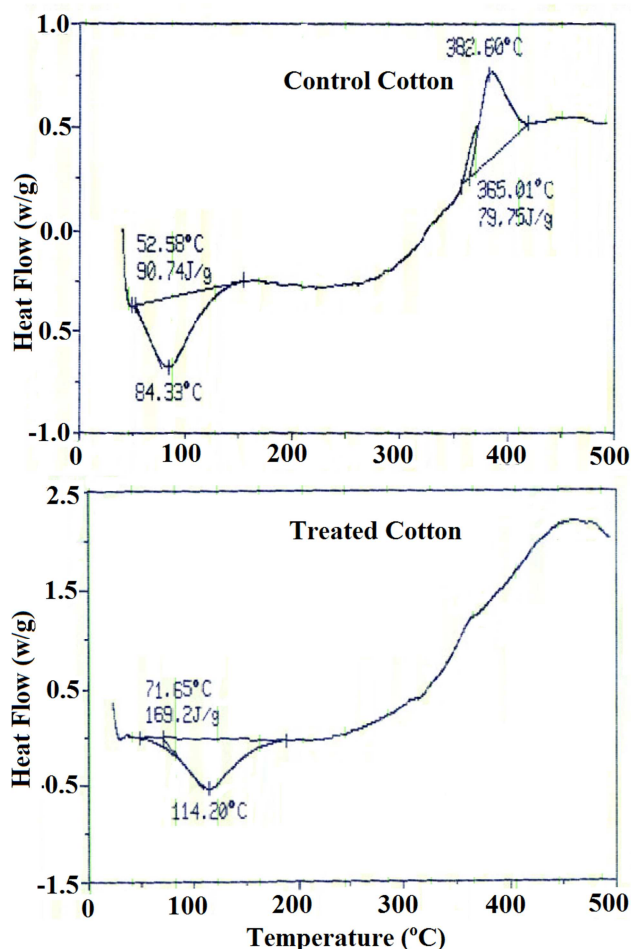 1.0
382.60°C
Control Cotton
0.5
365.01°C
79.75J/g
0.0
52.58°C
90.74J/g
0.5
84.33°C
-1.0
0 100 200 300 400 500
Heat Flow (w/g)
2.5
Treated Cotton
1.5
0.5
71.65°C
169.2J/g
-0.5
114.20°C
-1.5
0 100 200 300 400 500
Heat Flow (w/g)
Temperature (ºC)